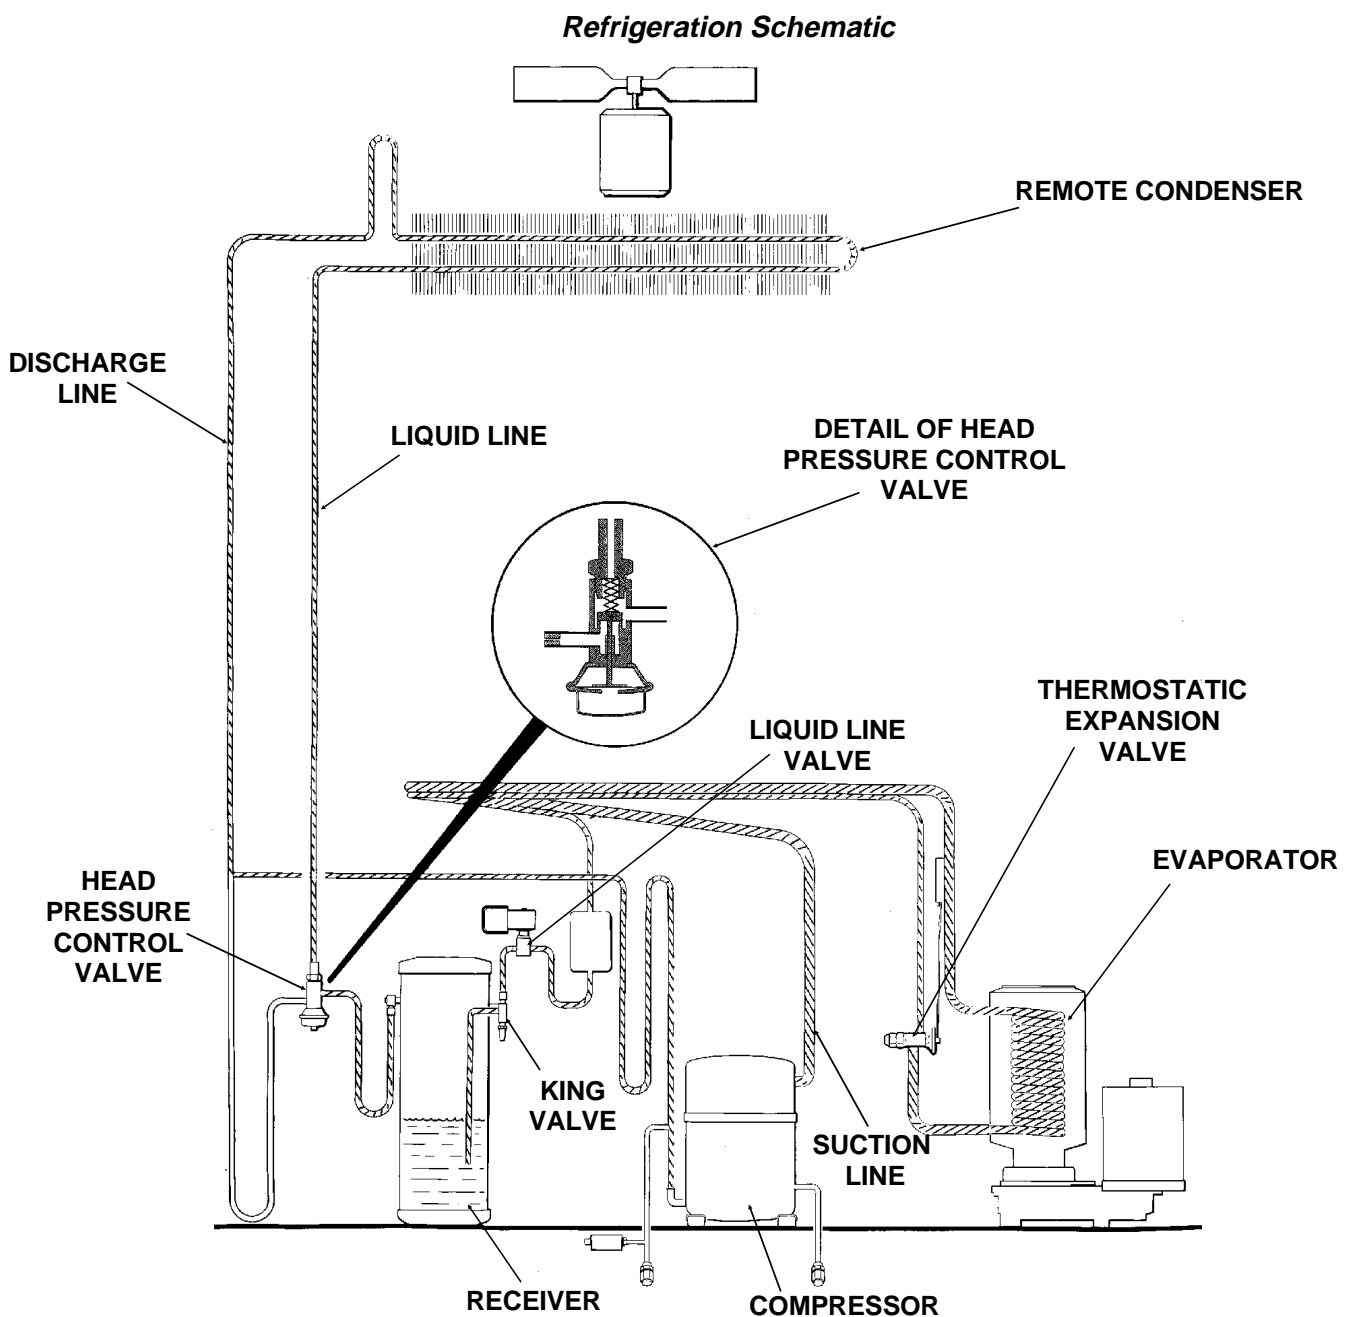 Refrigeration Schematic
REMOTE CONDENSER
DISCHARGE
LINE
LIQUID LINE
DETAIL OF HEAD
PRESSURE CONTROL
VALVE
THERMOSTATIC
EXPANSION
VALVE
LIQUID LINE
VALVE
EVAPORATOR
HEAD
PRESSURE
CONTROL
VALVE
KING
VALVE
SUCTION
LINE
RECEIVER
COMPRESSOR